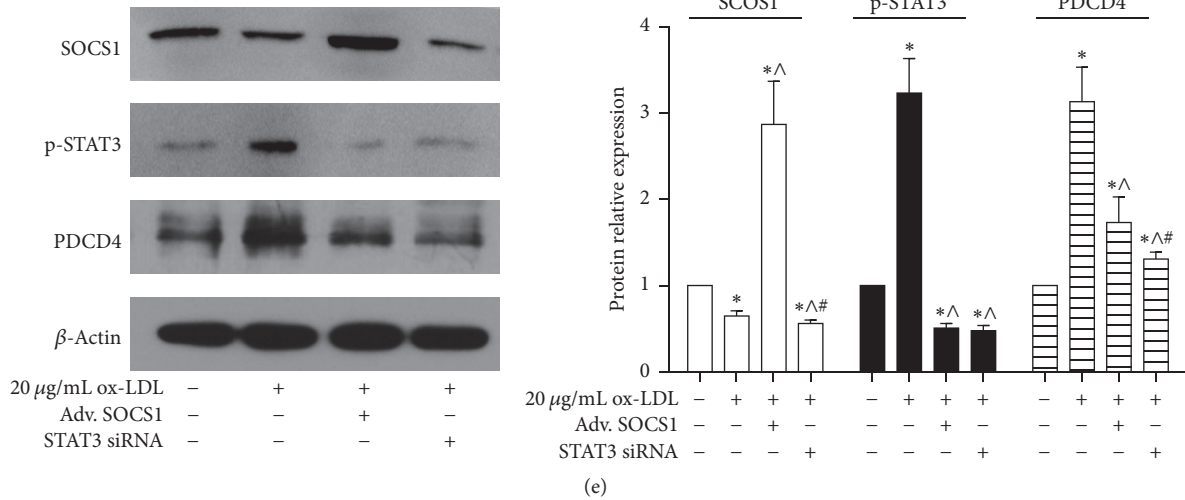 SOCS1
p-STAT3
PDCD4
β-Actin
20 μg/mL ox-LDL − + + +
Adv. SOCS1 − − + −
STAT3 siRNA − − − +
SCOS1 p-STAT3 PDCD4
Protein relative expression
4
3
2
1
0
* *^ *^#
* *^ *^
* *^ *^#
20 μg/mL ox-LDL − + + + − + + + − + + +
Adv. SOCS1 − − + − − − + − − − + −
STAT3 siRNA − − − + − − − + − − − +
(e)